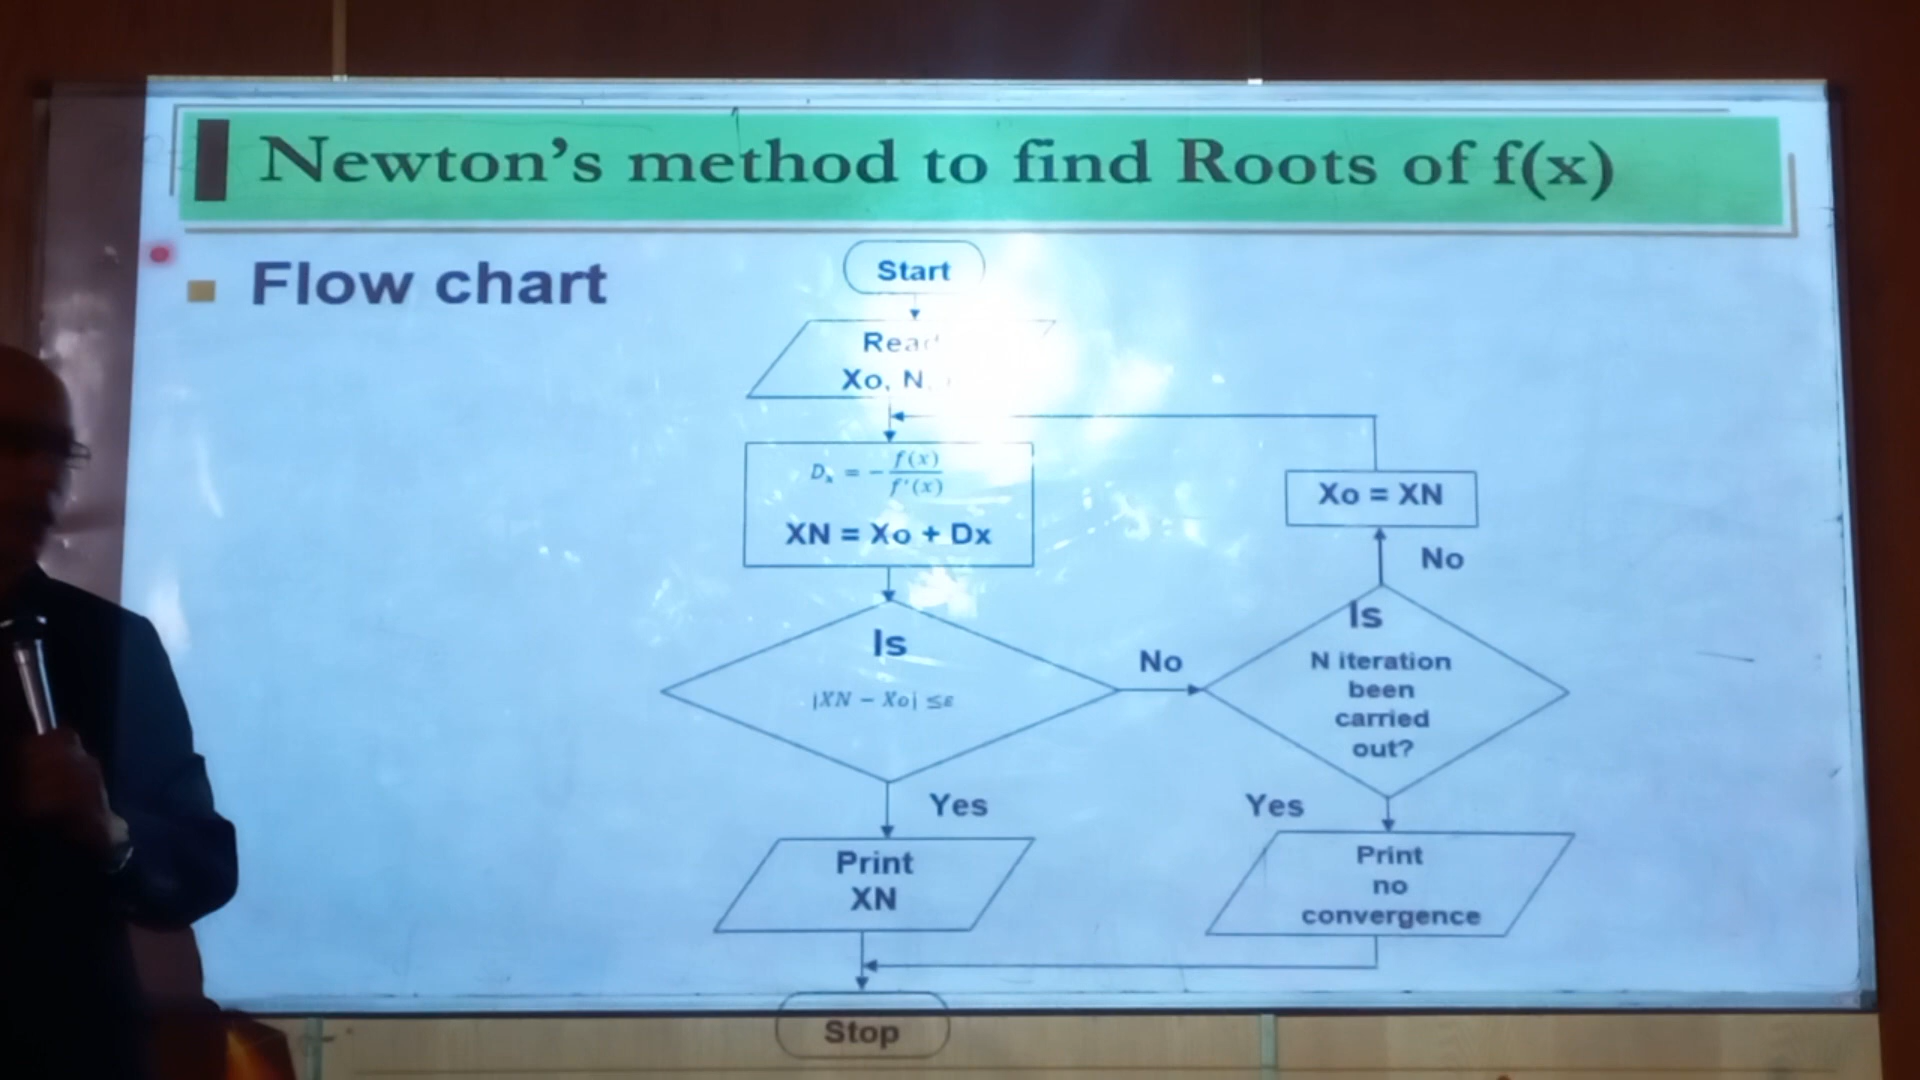 Newton's method to find Roots of f(x)
Flow chart
Start
Xo, N,
Dₓ = - f(x)
f'(x)
XN = Xo + Dx
Is
|XN − Xo| ≤ε
No
Is
N iteration
been
carried
out?
No
Xo = XN
Yes
Print
XN
Yes
Print
no
convergence
Stop